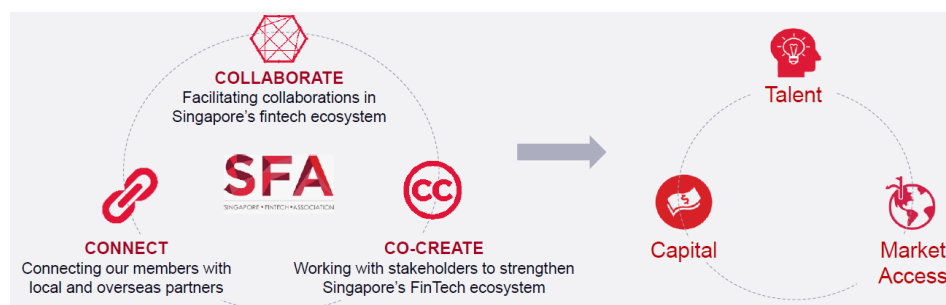 COLLABORATE
Facilitating collaborations in
Singapore's fintech ecosystem
SFA
SINGAPORE•FINTECH•ASSOCIATION
CONNECT
Connecting our members with
local and overseas partners
CC
CO-CREATE
Working with stakeholders to strengthen
Singapore's FinTech ecosystem
Talent
$
Capital
Market
Access